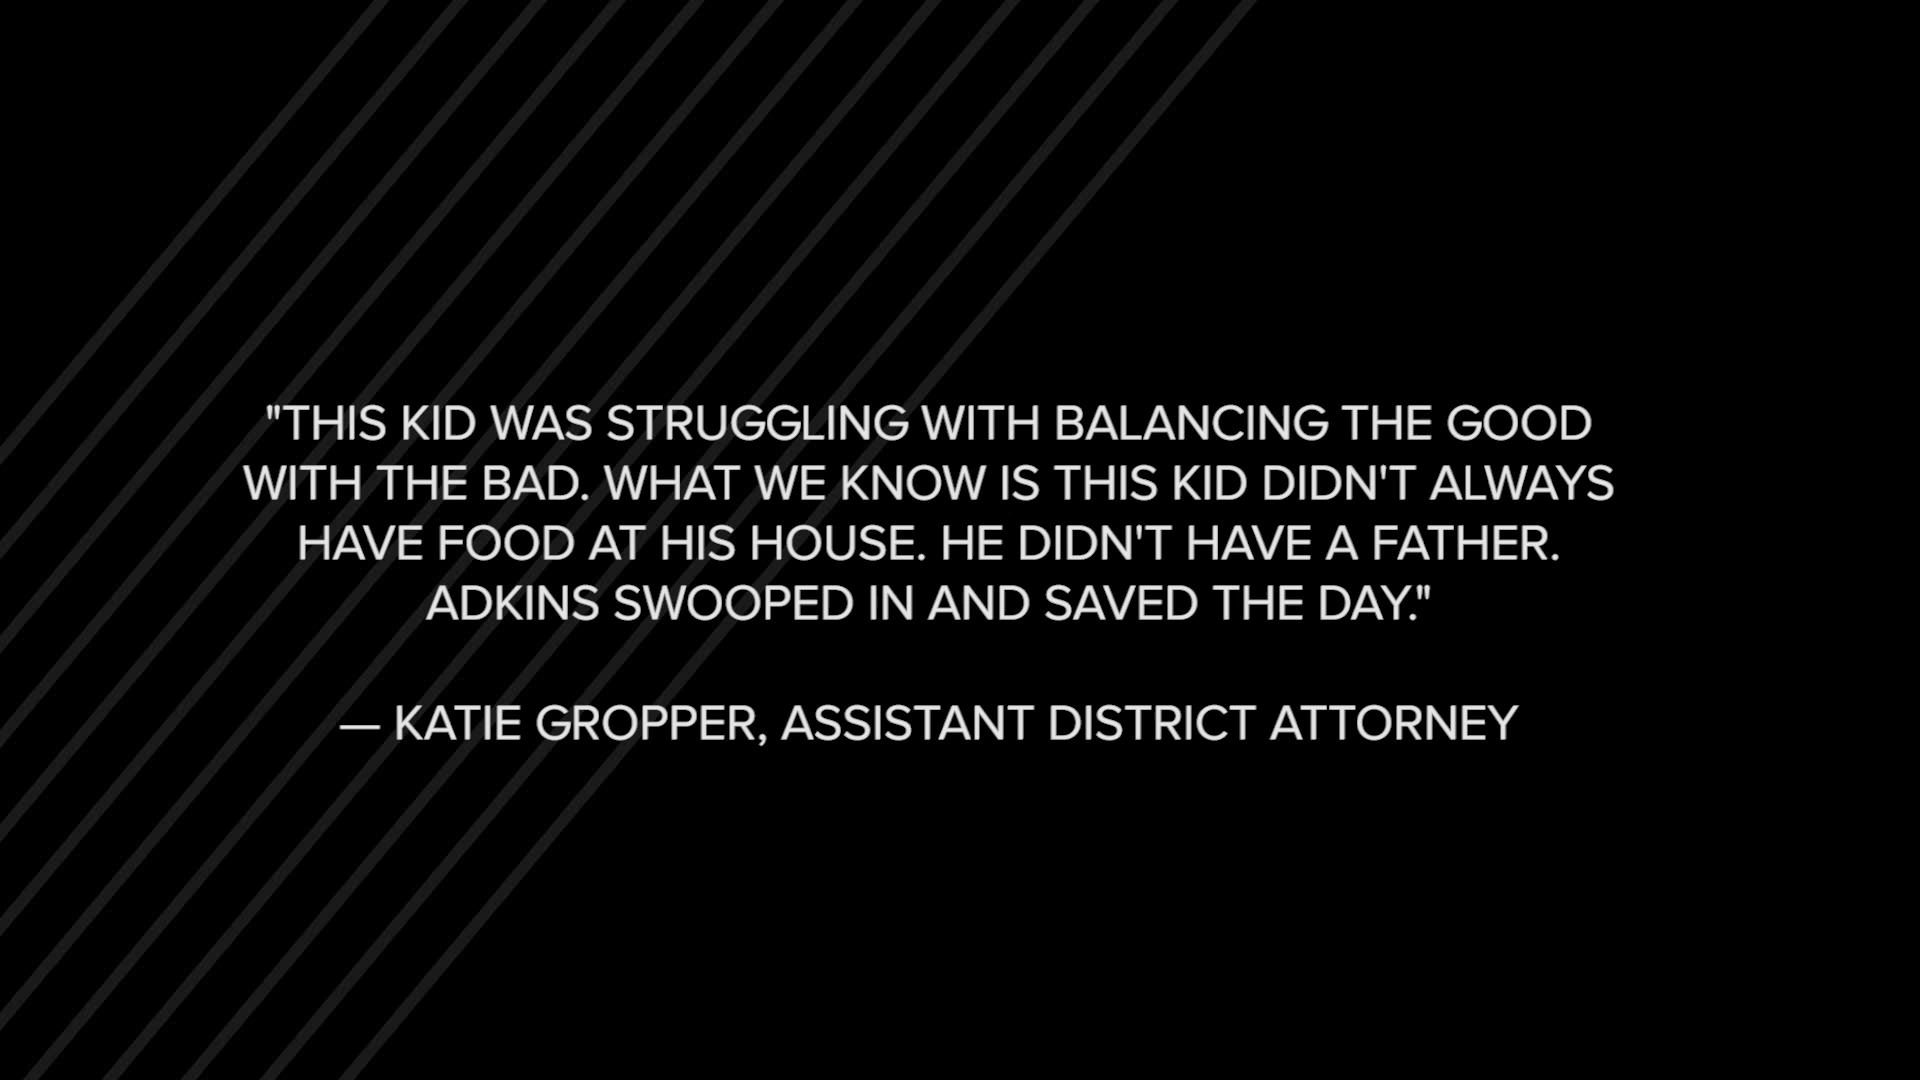 "THIS KID WAS STRUGGLING WITH BALANCING THE GOOD
WITH THE BAD. WHAT WE KNOW IS THIS KID DIDN'T ALWAYS
HAVE FOOD AT HIS HOUSE. HE DIDN'T HAVE A FATHER.
ADKINS SWOOPED IN AND SAVED THE DAY."
— KATIE GROPPER, ASSISTANT DISTRICT ATTORNEY